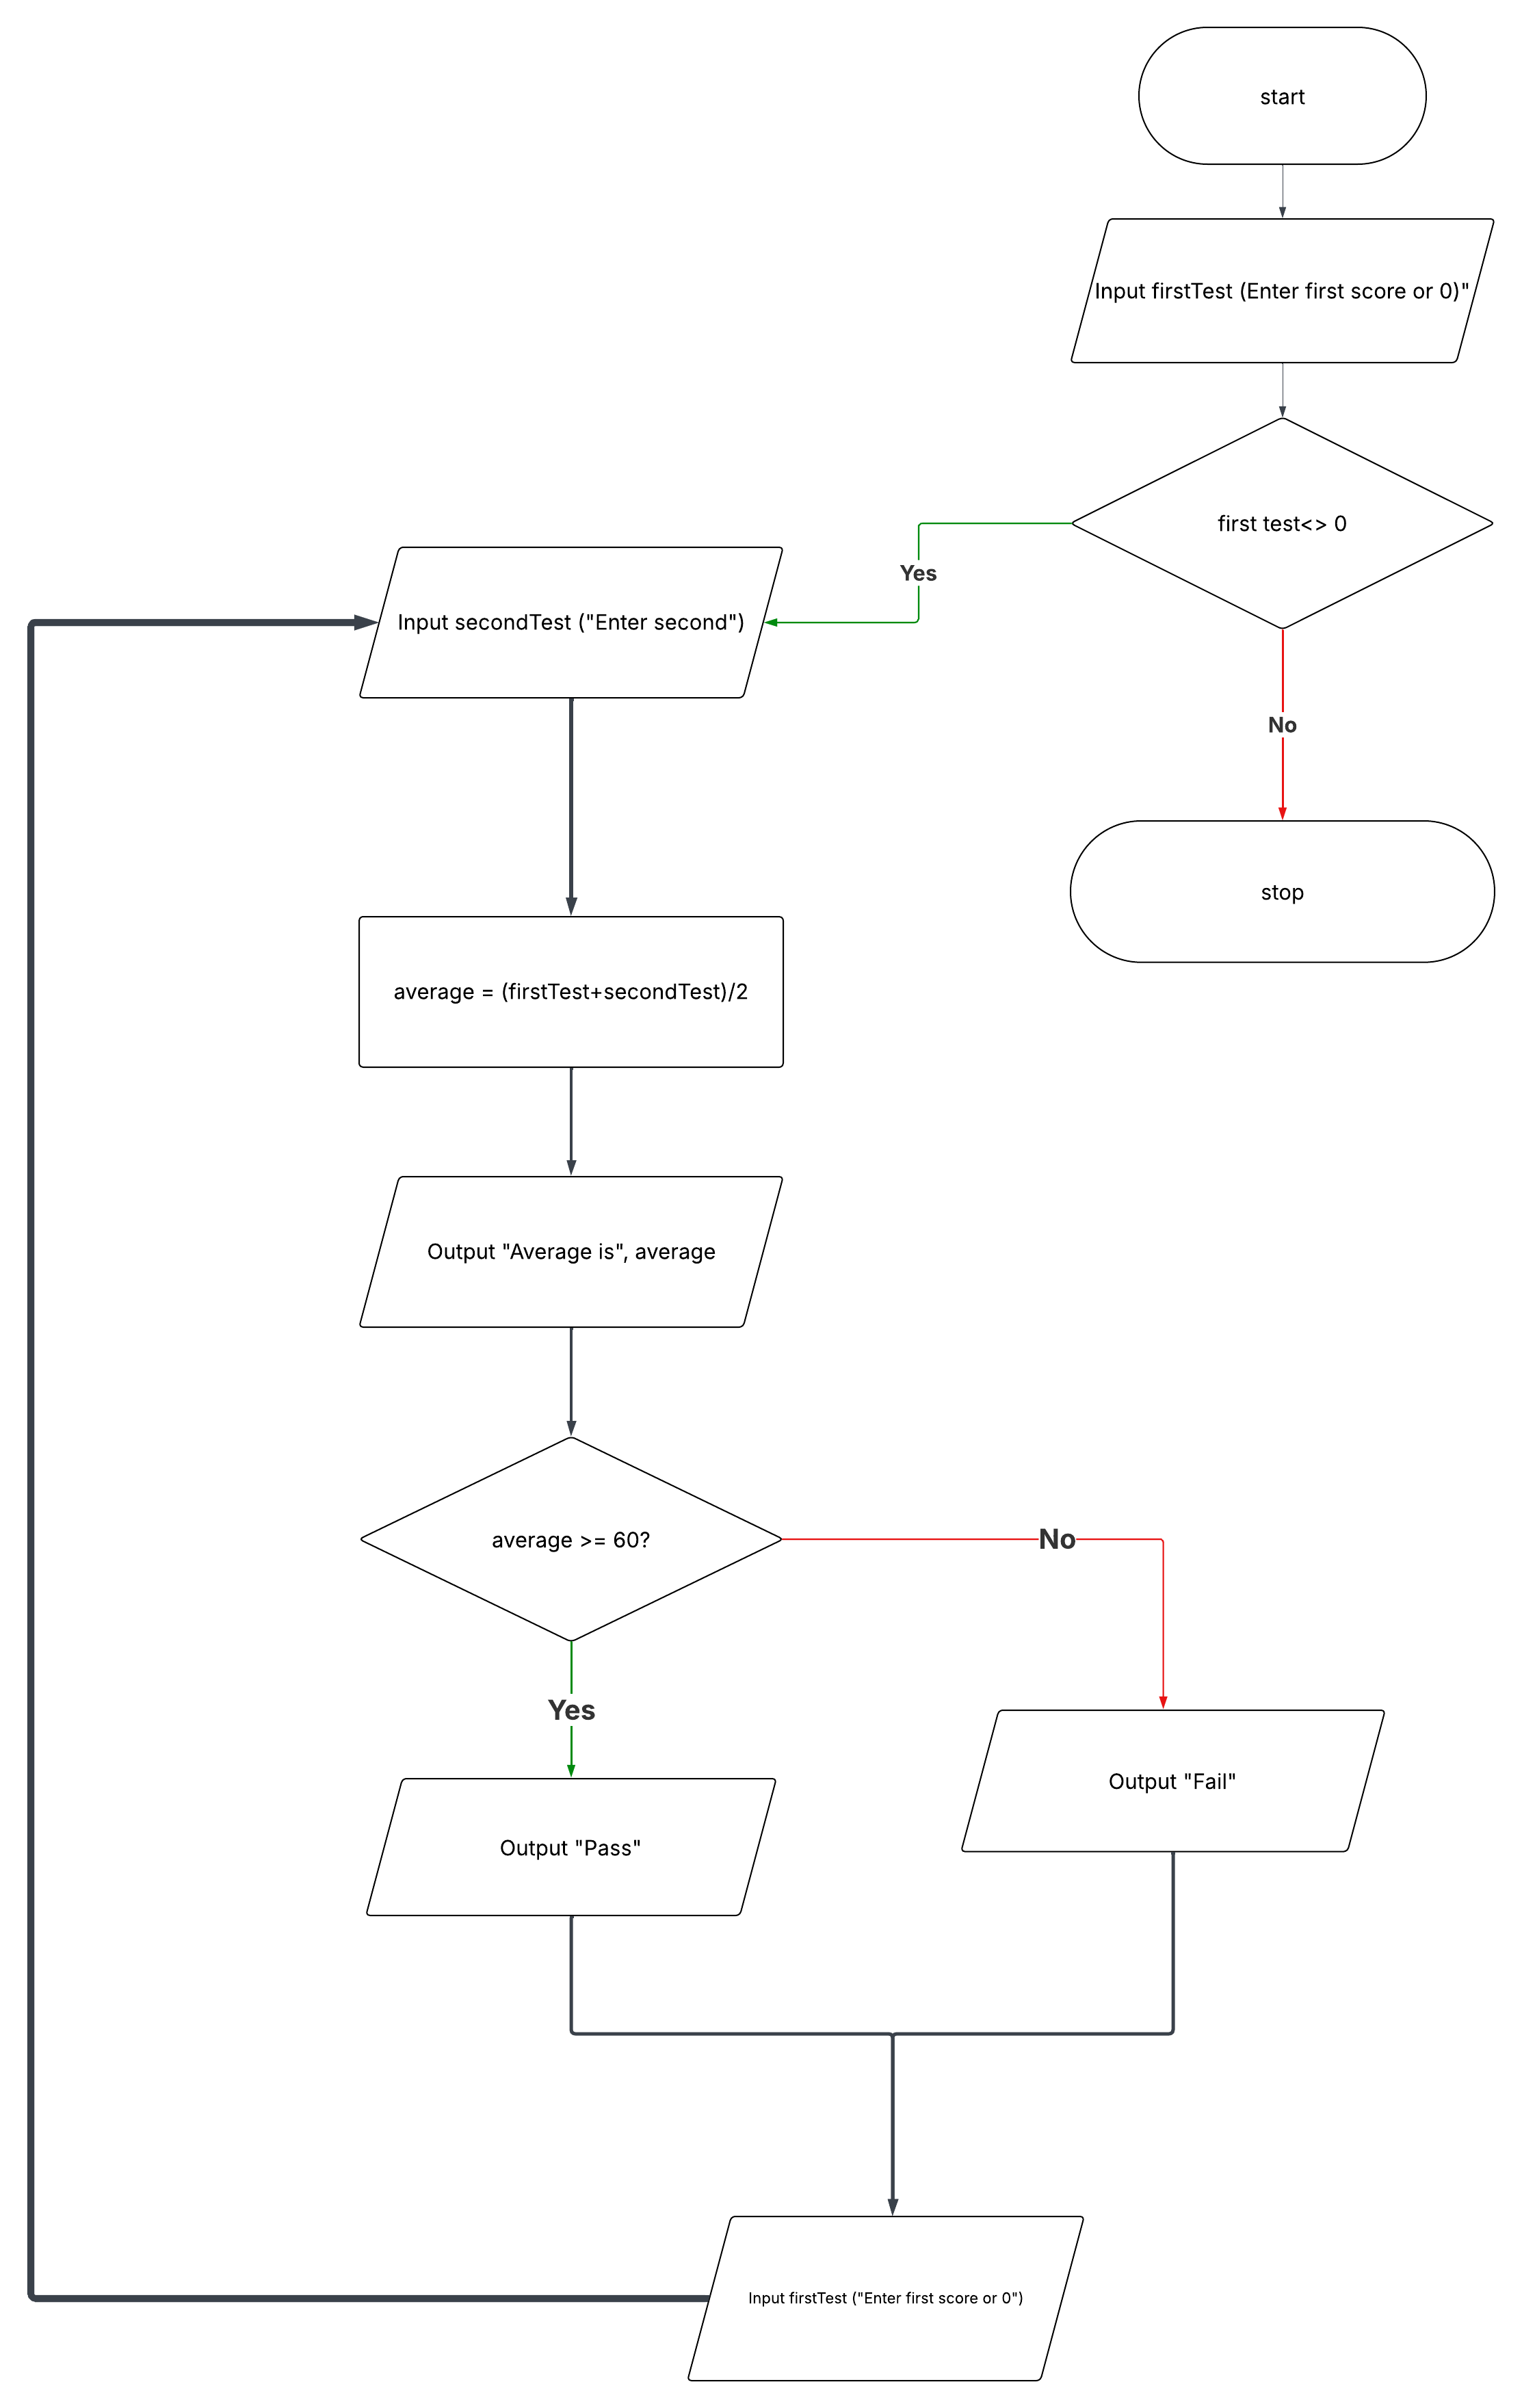 start
Input firstTest (Enter first score or 0)"
first test<> 0
Yes
Input secondTest ("Enter second")
No
stop
average = (firstTest+secondTest)/2
Output "Average is", average
average >= 60?
No
Yes
Output "Fail"
Output "Pass"
Input firstTest ("Enter first score or 0")